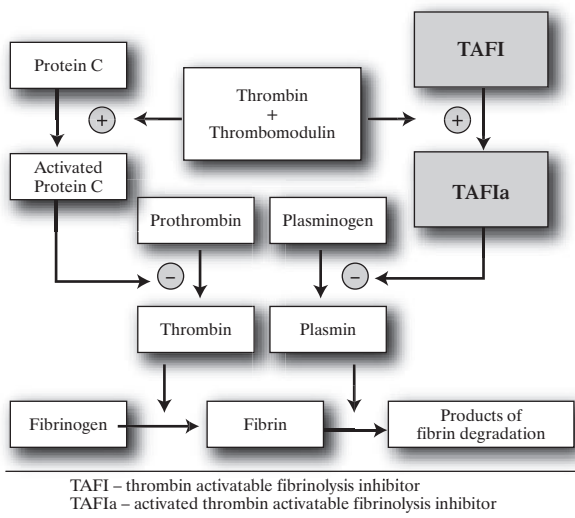 Protein C
TAFI
Thrombin
+
Thrombomodulin
+
+
Activated
Protein C
TAFIa
Prothrombin
Plasminogen
–
–
Thrombin
Plasmin
Fibrinogen
Fibrin
Products of
fibrin degradation
TAFI – thrombin activatable fibrinolysis inhibitor
TAFIa – activated thrombin activatable fibrinolysis inhibitor